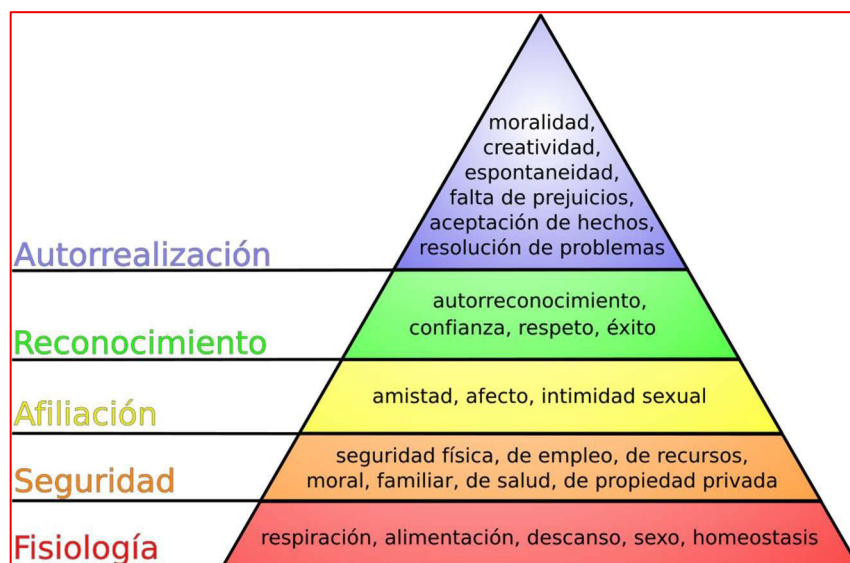 moralidad,
creatividad,
espontaneidad,
falta de prejuicios,
aceptación de hechos,
resolución de problemas
Autorrealización
autorreconocimiento,
confianza, respeto, éxito
Reconocimiento
amistad, afecto, intimidad sexual
Afiliación
seguridad física, de empleo, de recursos,
moral, familiar, de salud, de propiedad privada
Seguridad
respiración, alimentación, descanso, sexo, homeostasis
Fisiología